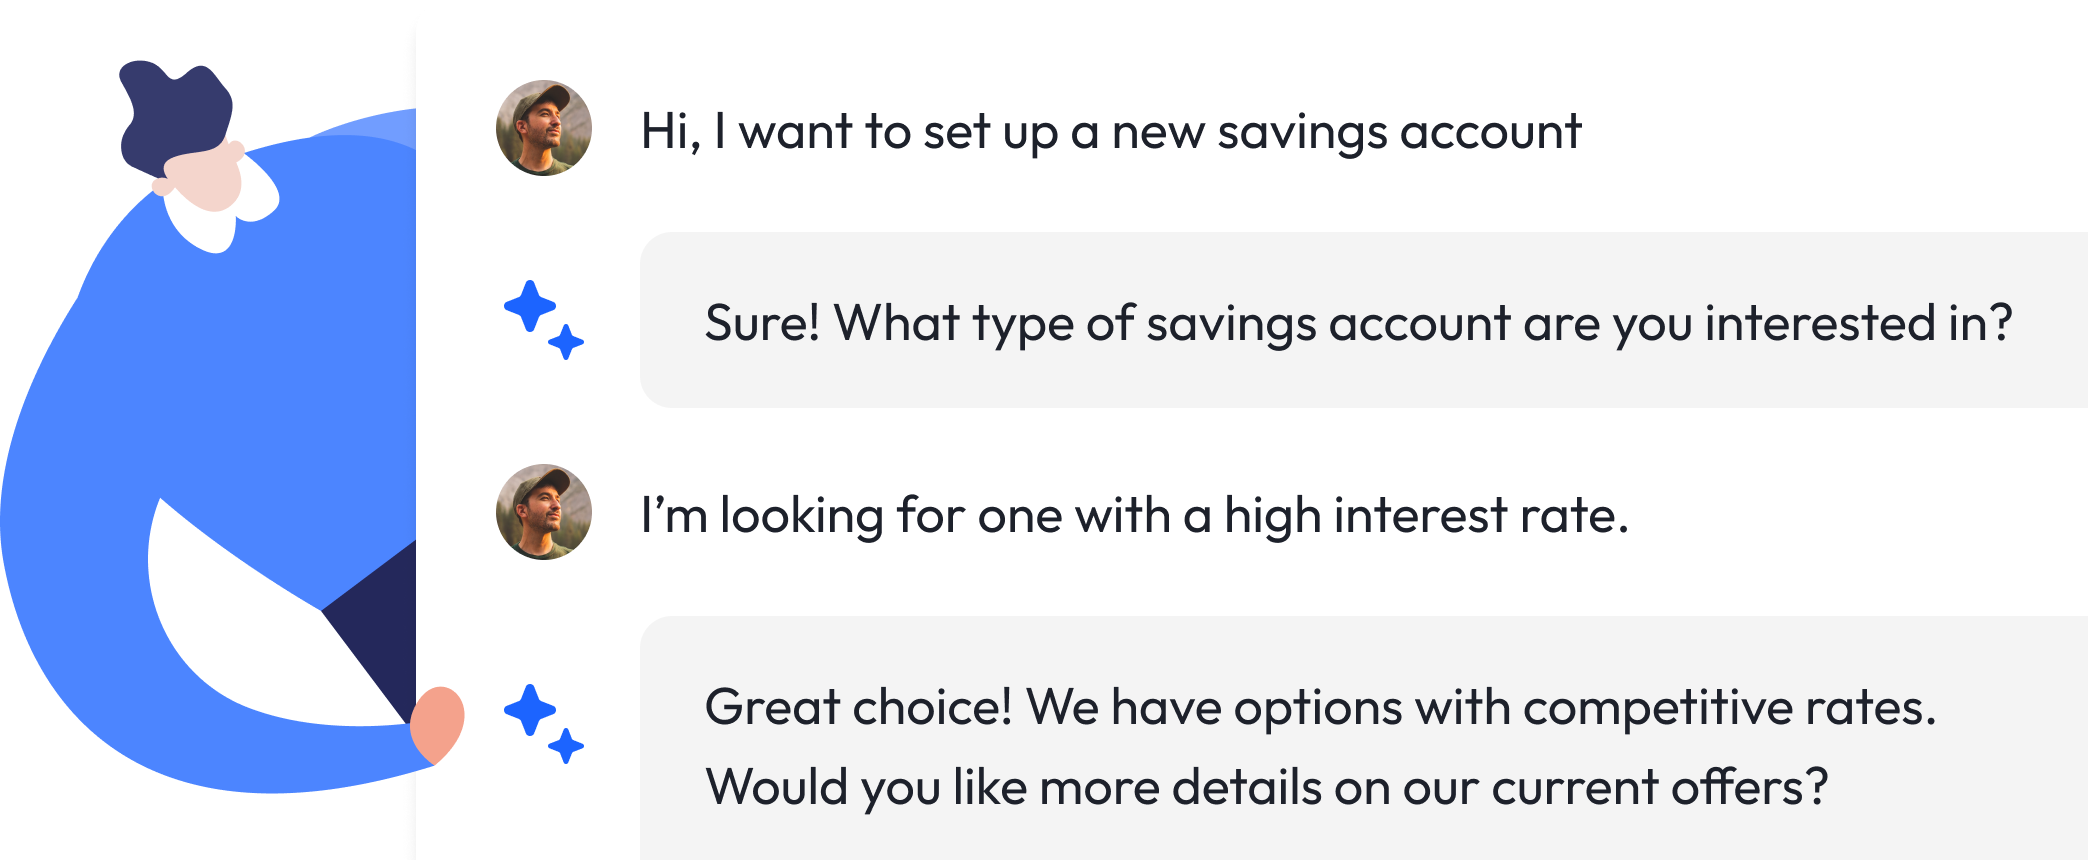 Hi, I want to set up a new savings account
Sure! What type of savings account are you interested in?
I’m looking for one with a high interest rate.
Great choice! We have options with competitive rates.
Would you like more details on our current offers?